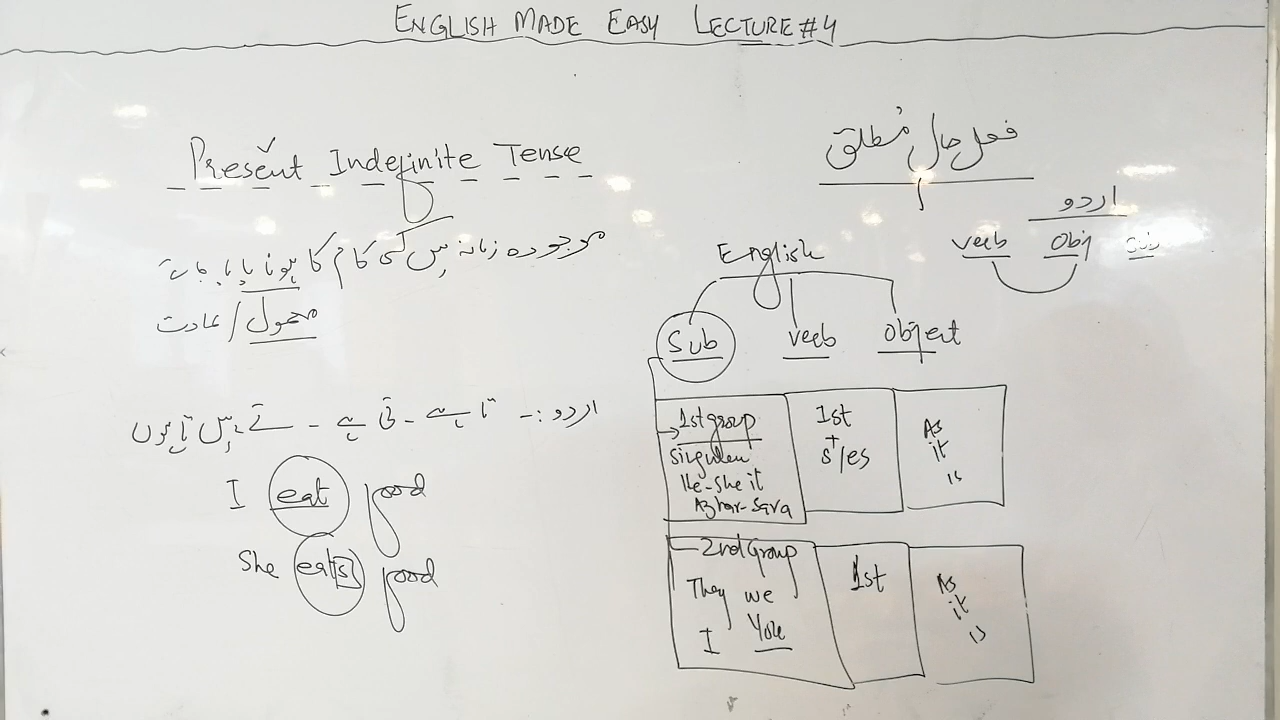 ENGLISH MADE EASY LECTURE #4
Present Indefinite Tense
موجودہ زمانہ میں کسی کام کا ہونا پایا جائے
معمول / عادت
اردو :- تا ہے - تی ہے - تے ہیں تا ہوں
I eat food
She eat[s] food
فعل حال مُطلق
اردو
verb Obj Sub
English
Sub verb object
1st group
Singular
He-She it
Azhar-Sara
1st
+
s/es
As
it
is
2nd Group
They we
I You
1st
As
it
is